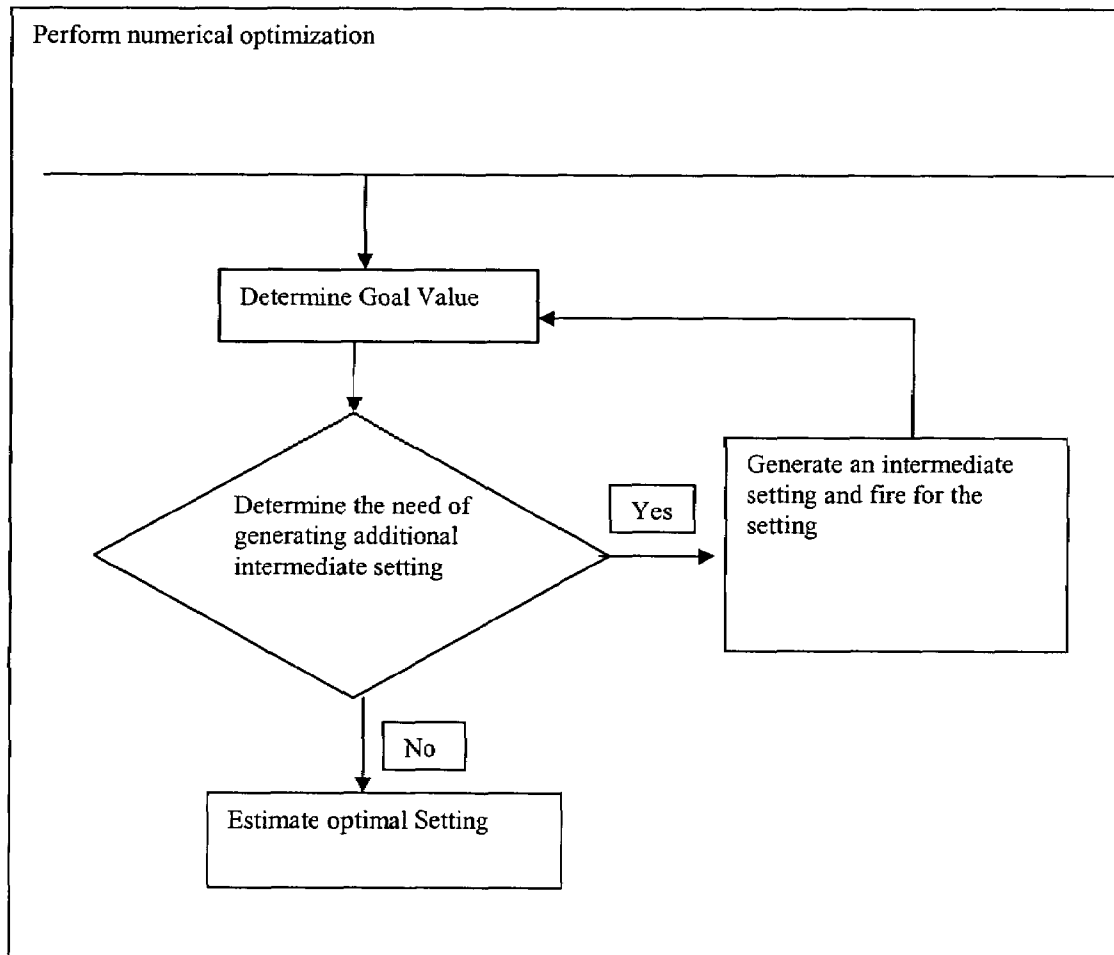 Perform numerical optimization
Determine Goal Value
Determine the need of
generating additional
intermediate setting
Yes
Generate an intermediate
setting and fire for the
setting
No
Estimate optimal Setting